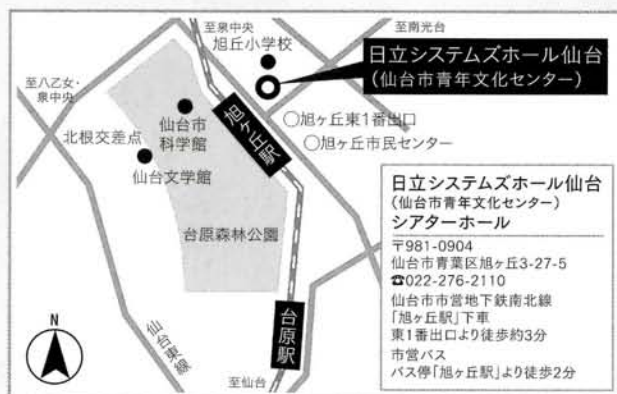 至泉中央
旭丘小学校
至南光台
日立システムズホール仙台
(仙台市青年文化センター)
至八乙女・
泉中央
仙台市
科学館
旭ヶ丘駅
○旭ヶ丘東1番出口
○旭ヶ丘市民センター
北根交差点
仙台文学館
台原森林公園
台原駅
仙台東線
至仙台
N
日立システムズホール仙台
(仙台市青年文化センター)
シアターホール
〒981-0904
仙台市青葉区旭ヶ丘3-27-5
☎022-276-2110
仙台市市営地下鉄南北線
「旭ヶ丘駅」下車
東1番出口より徒歩約3分
市営バス
バス停「旭ヶ丘駅」より徒歩2分